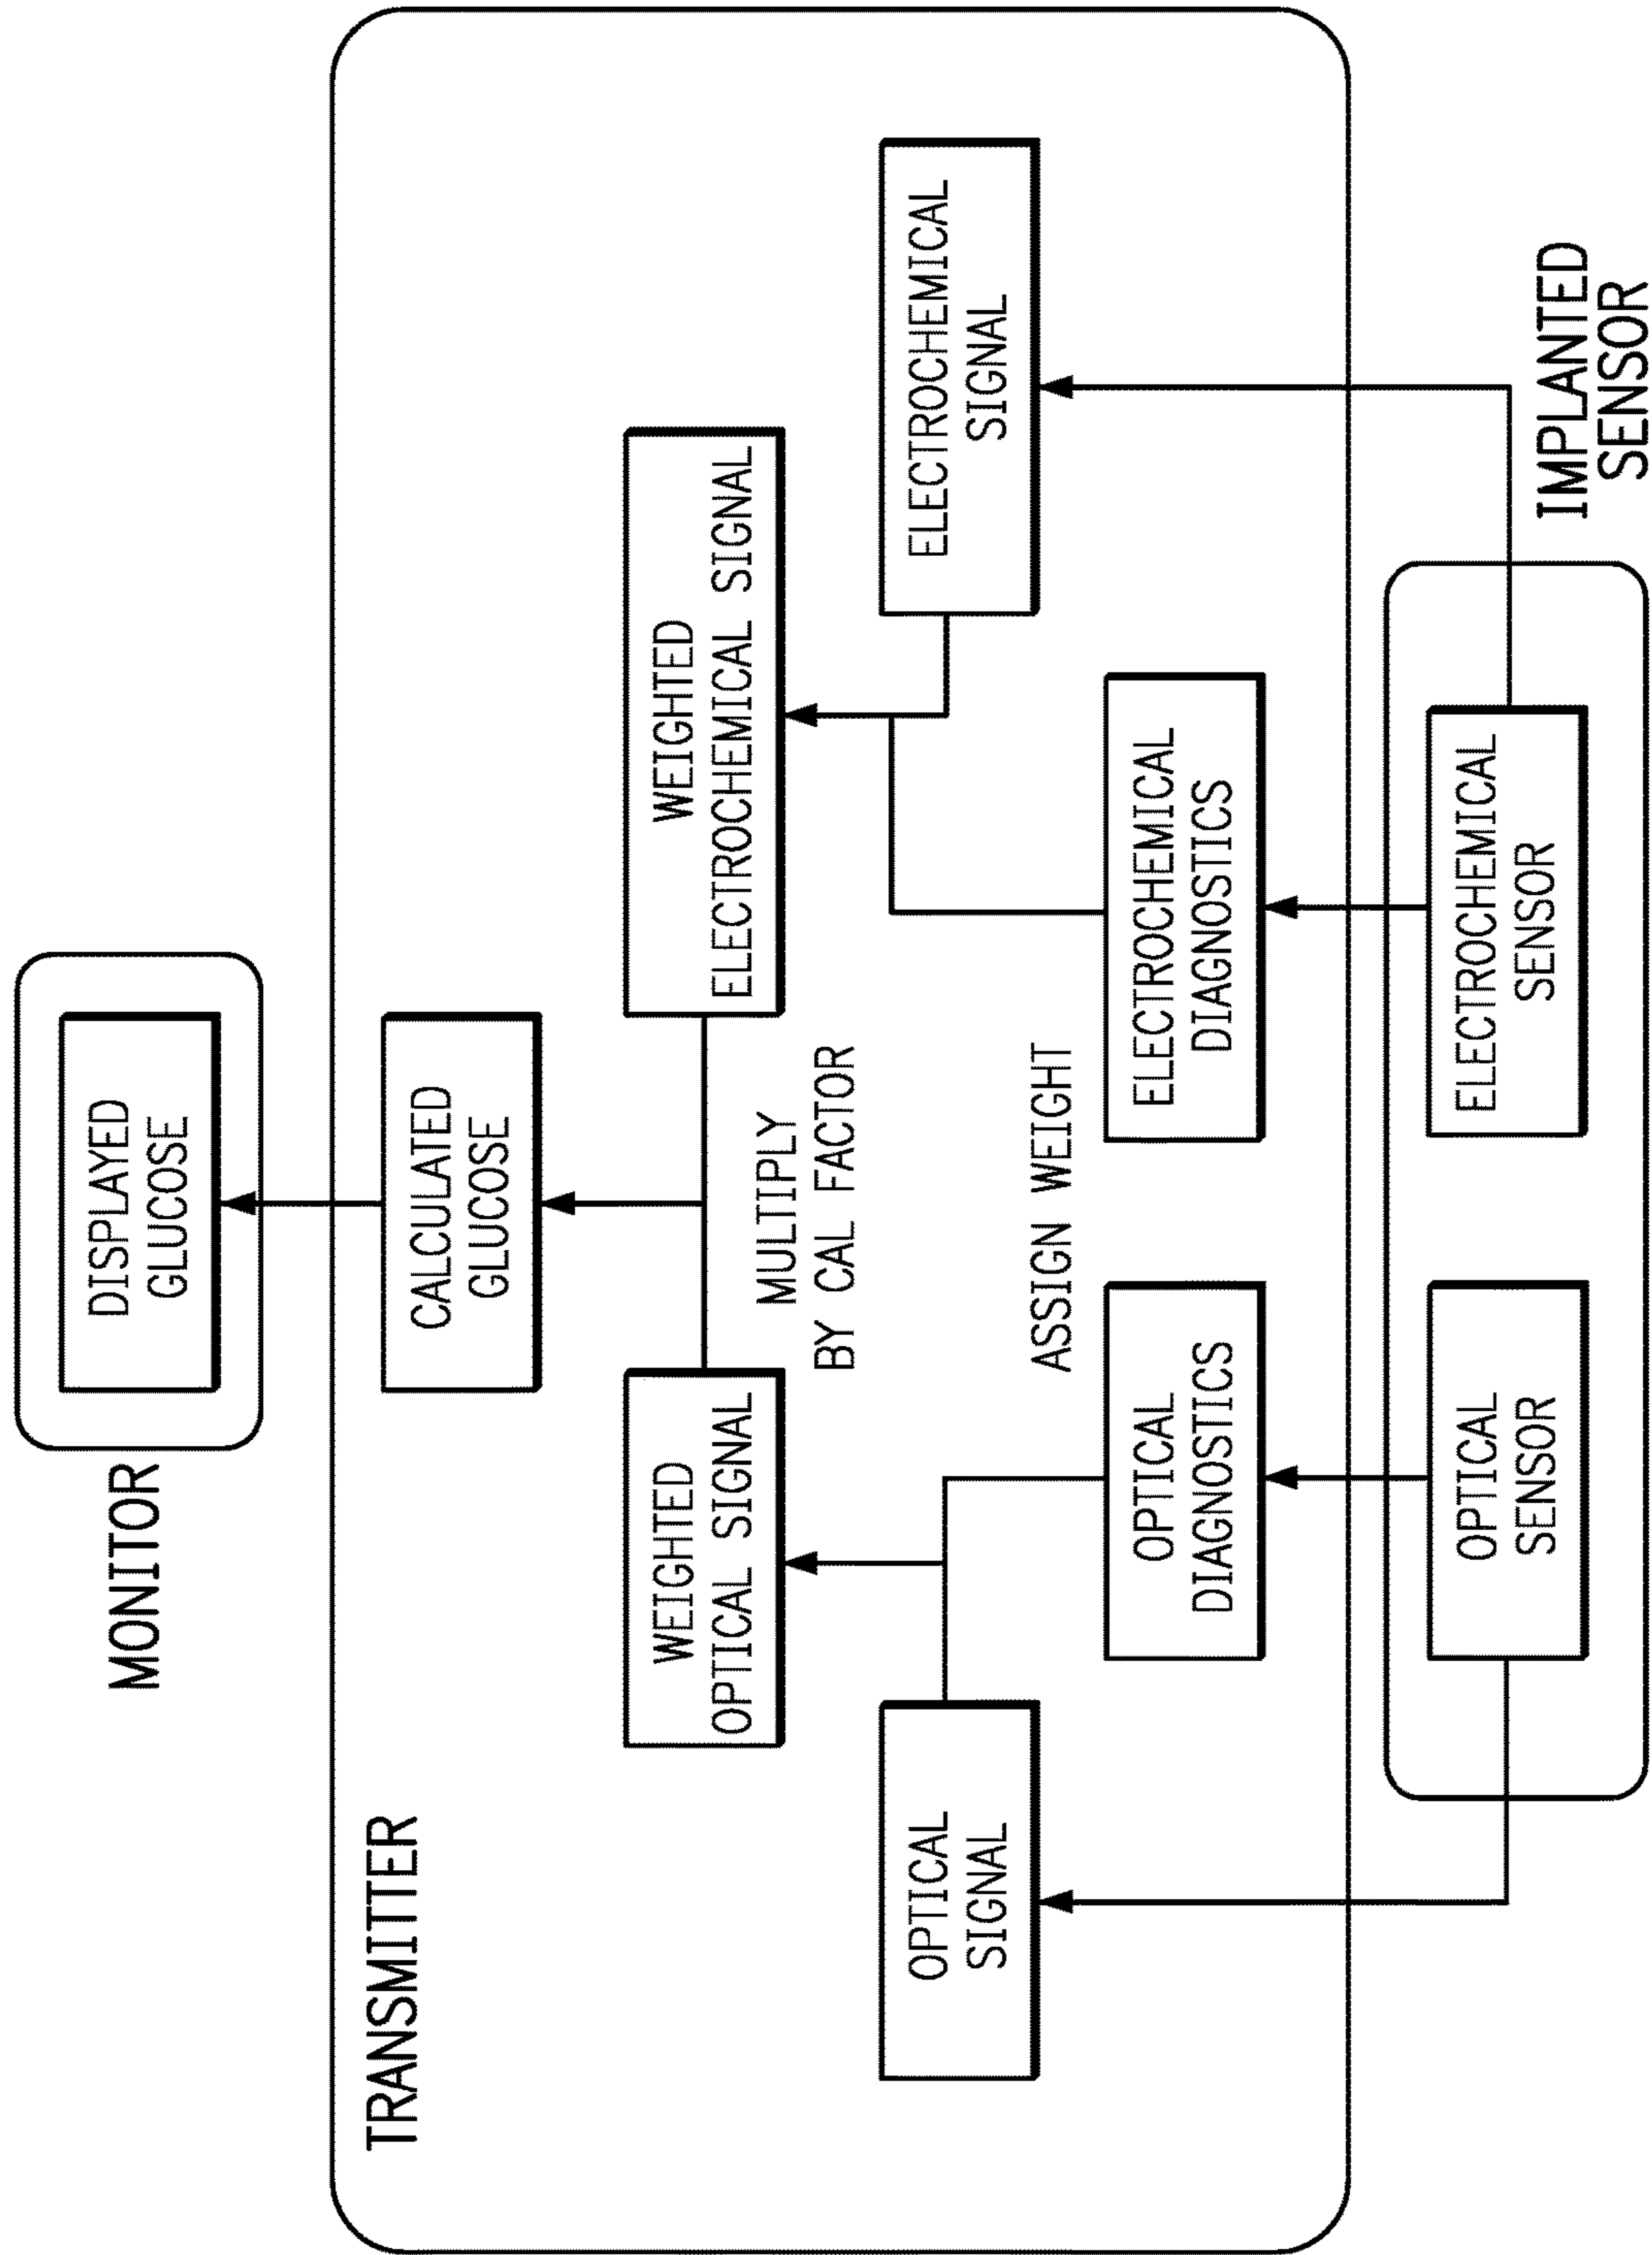 MONITOR
DISPLAYED
GLUCOSE
TRANSMITTER
CALCULATED
GLUCOSE
WEIGHTED
OPTICAL SIGNAL
WEIGHTED
ELECTROCHEMICAL SIGNAL
MULTIPLY
BY CAL FACTOR
OPTICAL
SIGNAL
ELECTROCHEMICAL
SIGNAL
ASSIGN WEIGHT
OPTICAL
DIAGNOSTICS
ELECTROCHEMICAL
DIAGNOSTICS
OPTICAL
SENSOR
ELECTROCHEMICAL
SENSOR
IMPLANTED
SENSOR